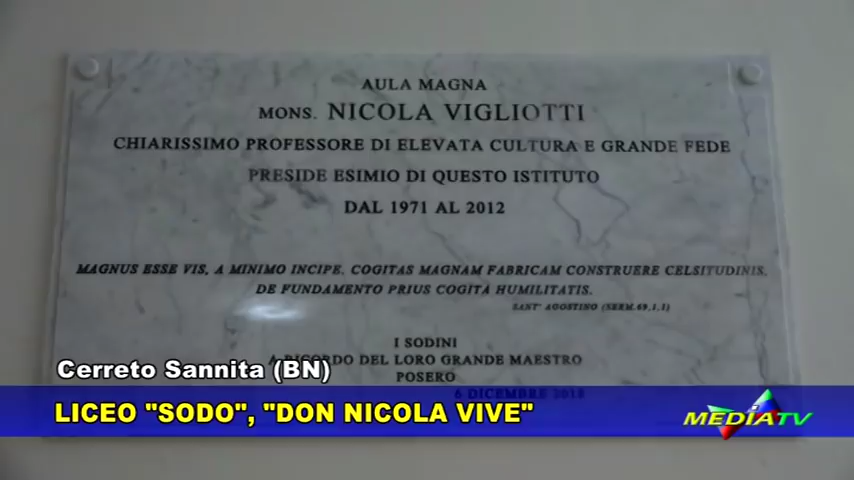 AULA MAGNA
MONS. NICOLA VIGLIOTTI
CHIARISSIMO PROFESSORE DI ELEVATA CULTURA E GRANDE FEDE
PRESIDE ESIMIO DI QUESTO ISTITUTO
DAL 1971 AL 2012
MAGNUS ESSE VIS, A MINIMO INCIPE. COGITAS MAGNAM FABRICAM CONSTRUERE CELSITUDINIS.
DE FUNDAMENTO PRIUS COGITA HUMILITATIS.
SANT' AGOSTINO (SERM.69,1,1)
I SODINI
A RICORDO DEL LORO GRANDE MAESTRO
POSERO
6 DICEMBRE
Cerreto Sannita (BN)
LICEO "SODO", "DON NICOLA VIVE"
MEDIATV